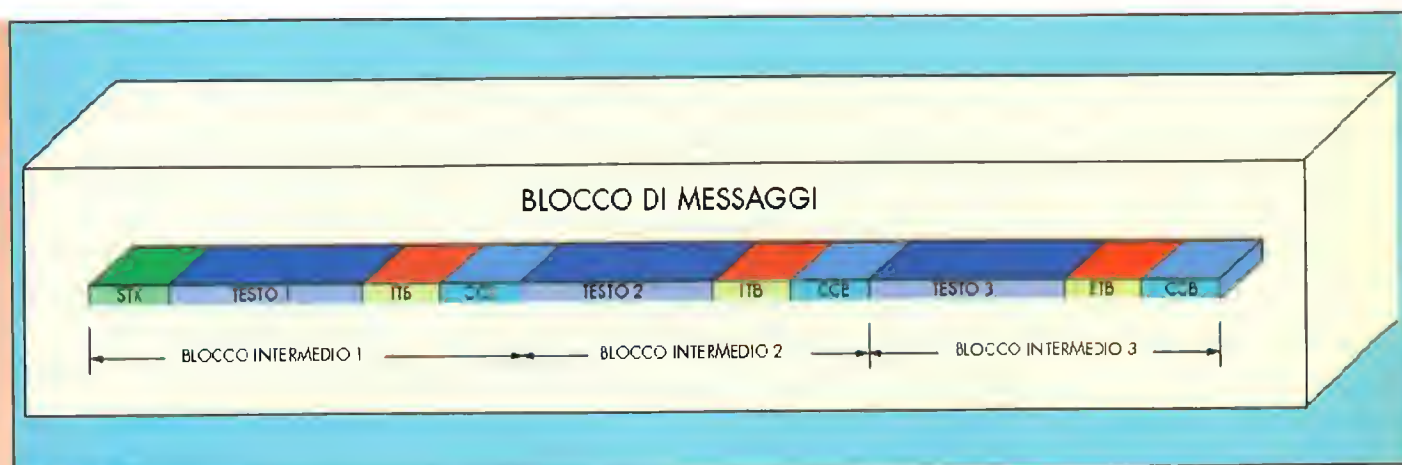 BLOCCO DI MESSAGGI
STX TESTO 1 ITB CCB TESTO 2 ITB CCB TESTO 3 ETB CCB
BLOCCO INTERMEDIO 1 BLOCCO INTERMEDIO 2 BLOCCO INTERMEDIO 3